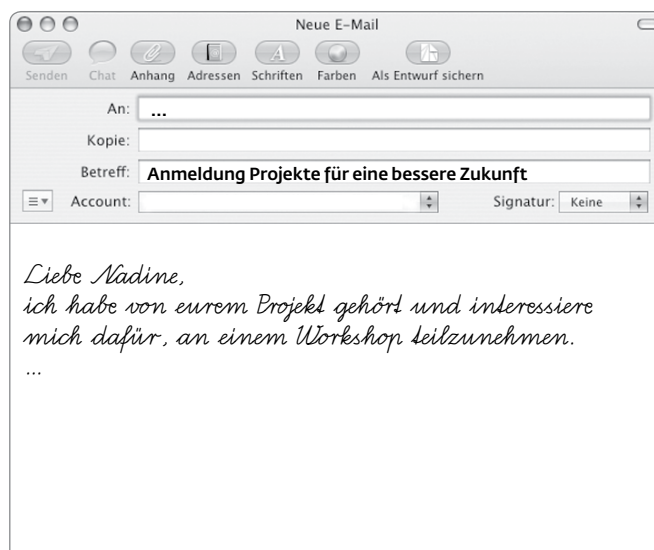 Neue E-Mail
Senden Chat Anhang Adressen Schriften Farben Als Entwurf sichern
An: ...
Kopie:
Betreff: Anmeldung Projekte für eine bessere Zukunft
Account: Signatur: Keine
Liebe Nadine,
ich habe von eurem Projekt gehört und interessiere
mich dafür, an einem Workshop teilzunehmen.
...